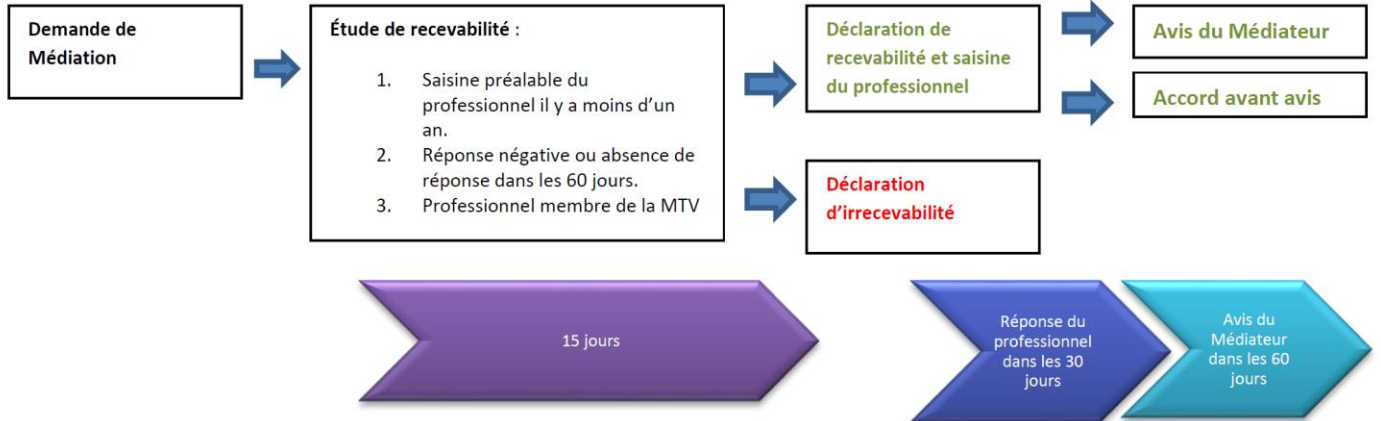 Demande de
Médiation
Étude de recevabilité :
1. Saisine préalable du
professionnel il y a moins d’un
an.
2. Réponse négative ou absence de
réponse dans les 60 jours.
3. Professionnel membre de la MTV
Déclaration de
recevabilité et saisine
du professionnel
Avis du Médiateur
Accord avant avis
Déclaration
d’irrecevabilité
15 jours
Réponse du
professionnel
dans les 30
jours
Avis du
Médiateur
dans les 60
jours